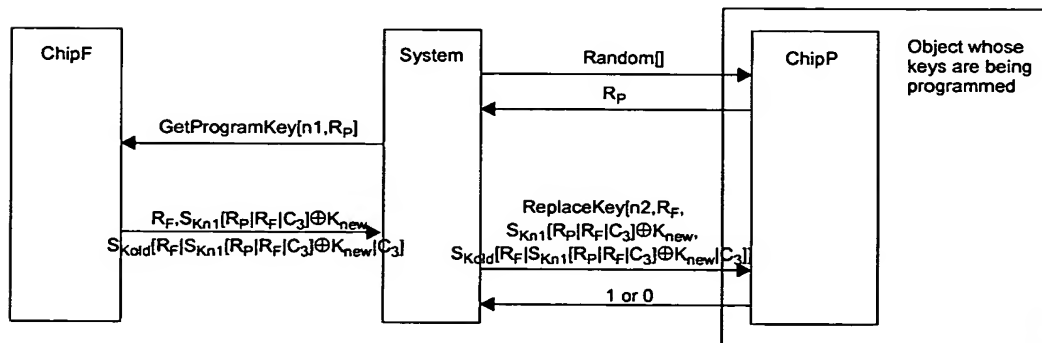 ChipF
System
ChipP
Object whose
keys are being
programmed
Random[]
R_P
GetProgramKey[n1,R_P]
R_F,S_Kn1[R_P|R_F|C_3]⊕K_new
S_Kold[R_F|S_Kn1[R_P|R_F|C_3]⊕K_new|C_3]
ReplaceKey[n2,R_F,
S_Kn1[R_P|R_F|C_3]⊕K_new,
S_Kold[R_F|S_Kn1[R_P|R_F|C_3]⊕K_new|C_3]]
1 or 0